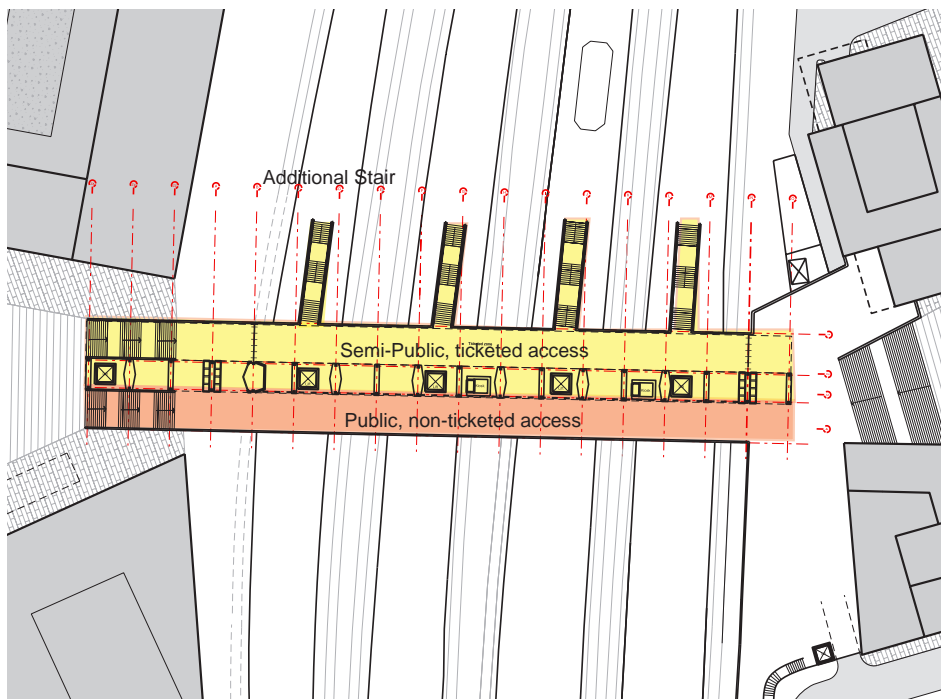 Additional Stair
Semi-Public, ticketed access
Public, non-ticketed access